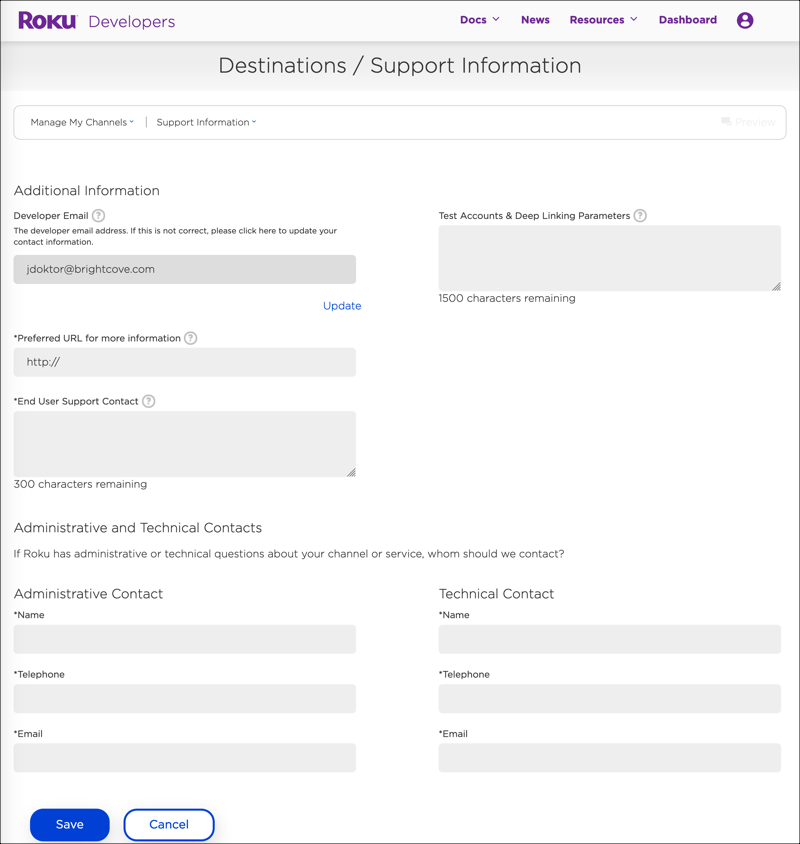 Roku Developers Docs News Resources Dashboard
Destinations / Support Information
Manage My Channels | Support Information Preview
Additional Information
Developer Email ?
The developer email address. If this is not correct, please click here to update your
contact information.
jdoktor@brightcove.com
Update
Test Accounts & Deep Linking Parameters ?
1500 characters remaining
*Preferred URL for more information ?
http://
*End User Support Contact ?
300 characters remaining
Administrative and Technical Contacts
If Roku has administrative or technical questions about your channel or service, whom should we contact?
Administrative Contact
*Name
*Telephone
*Email
Technical Contact
*Name
*Telephone
*Email
Save Cancel